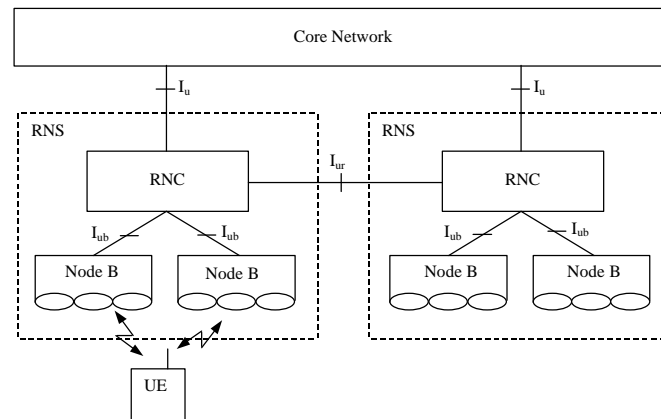 Core Network
Iu Iu
RNS RNS
Iur
RNC RNC
Iub Iub Iub Iub
Node B Node B Node B Node B
UE